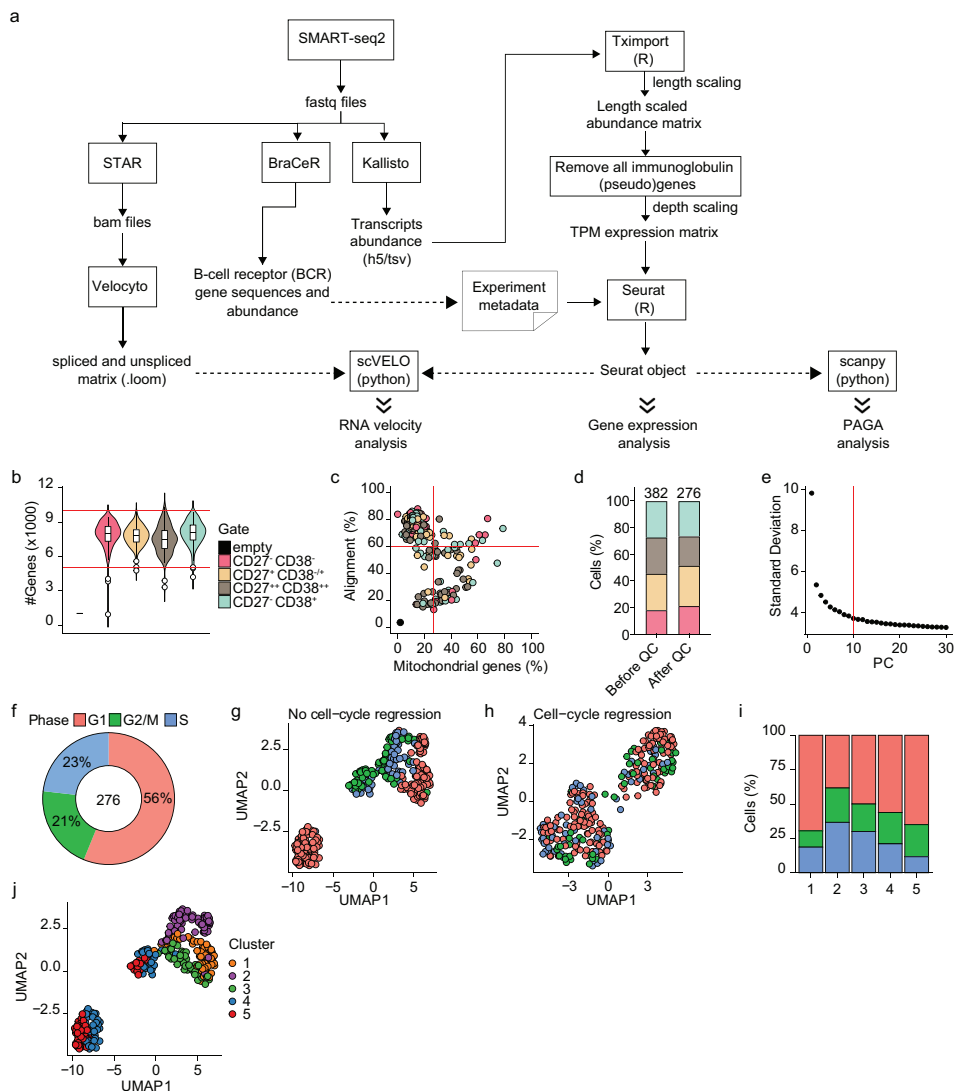 a
SMART-seq2
fastq files
STAR
BraCeR
Kallisto
bam files
Velocyto
spliced and unspliced
matrix (.loom)
B-cell receptor (BCR)
gene sequences and
abundance
Transcripts
abundance
(h5/tsv)
Tximport
(R)
length scaling
Length scaled
abundance matrix
Remove all immunoglobulin
(pseudo)genes
depth scaling
TPM expression matrix
Experiment
metadata
Seurat
(R)
scVELO
(python)
Seurat object
scanpy
(python)
RNA velocity
analysis
Gene expression
analysis
PAGA
analysis
b
#Genes (x1000)
12
9
6
3
0
Gate
empty
CD27⁻ CD38⁻
CD27⁺ CD38⁻/⁺
CD27⁺⁺ CD38⁺⁺
CD27⁻ CD38⁺
c
Alignment (%)
100
80
60
40
20
0
0 20 40 60 80 100
Mitochondrial genes (%)
d
382 276
Cells (%)
100
80
60
40
20
0
Before QC
After QC
e
Standard Deviation
10
8
6
4
0 10 20 30
PC
f
Phase G1 G2/M S
23%
56%
21%
276
g
No cell−cycle regression
UMAP2
2.5
0.0
−2.5
−10 −5 0 5
UMAP1
h
Cell−cycle regression
UMAP2
2
0
−2
−3 0 3
UMAP1
i
Cells (%)
100
75
50
25
0
1 2 3 4 5
j
UMAP2
2.5
0.0
−2.5
−10 −5 0 5
UMAP1
Cluster
1
2
3
4
5